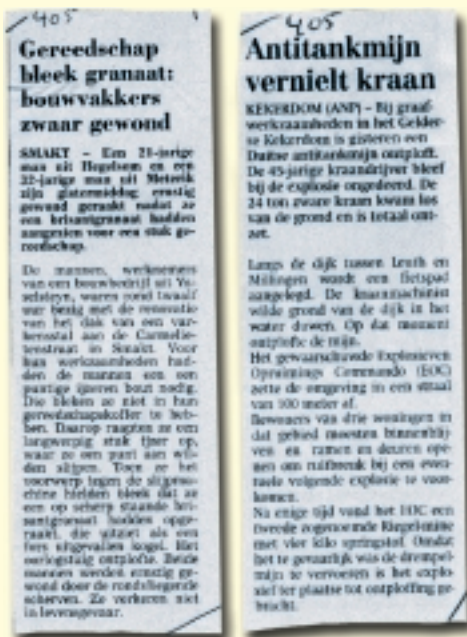 405
Gereedschap
bleek granaat:
bouwvakkers
zwaar gewond
SMAKT – Een 21-jarige
man uit Hegelsom en een
22-jarige man uit Meterik
zijn gistermiddag ernstig
gewond geraakt nadat ze
een brisantgranaat hadden
aangezien voor een stuk ge-
reedschap.
De mannen, werknemers
van een bouwbedrijf uit Ys-
selsteyn, waren rond twaalf
uur bezig met de renovatie
van het dak van een var-
kensstal aan de Carmelie-
tenstraat in Smakt. Voor
hun werkzaamheden had-
den de mannen een een
puntige ijzeren bout nodig.
Die bleken ze niet in hun
gereedschapskoffer te heb-
ben. Daarop raapten ze een
langwerpig stuk ijzer op,
waar ze een punt aan wil-
den slijpen. Toen ze het
voorwerp tegen de slijpma-
chine hielden bleek dat ze
een op scherp staande bri-
santgranaat hadden opge-
raakt, die uitziet als een
fors uitgevallen kogel. Het
oorlogstuig ontplofte. Beide
mannen werden ernstig ge-
wond door de rondvliegende
scherven. Ze verkeren niet
in levensgevaar.
405
Antitankmijn
vernielt kraan
KEKERDOM (ANP) – Bij graaf-
werkzaamheden in het Gelder-
se Kekerdom is gisteren een
Duitse antitankmijn ontploft.
De 45-jarige kraandrijver bleef
bij de explosie ongedeerd. De
24 ton zware kraan kwam los
van de grond en is totaal ont-
zet.
Langs de dijk tussen Leuth en
Millingen wordt een fietspad
aangelegd. De kraanmachinist
wilde grond van de dijk in het
water duwen. Op dat moment
ontplofte de mijn.
Het gewaarschuwde Explosieven
Opruimings Commando (EOC)
zette de omgeving in een straal
van 100 meter af.
Bewoners van drie woningen in
dat gebied moesten binnenblij-
ven en ramen en deuren ope-
nen om ruitbreuk bij een even-
tuele volgende explosie te voor-
komen.
Na enige tijd vond het EOC een
tweede zogenoemde Riegel-mine
met vier kilo springstof. Omdat
het te gevaarlijk was de drempel-
mijn te vervoeren is het explo-
sief ter plaatse tot ontploffing ge-
bracht.